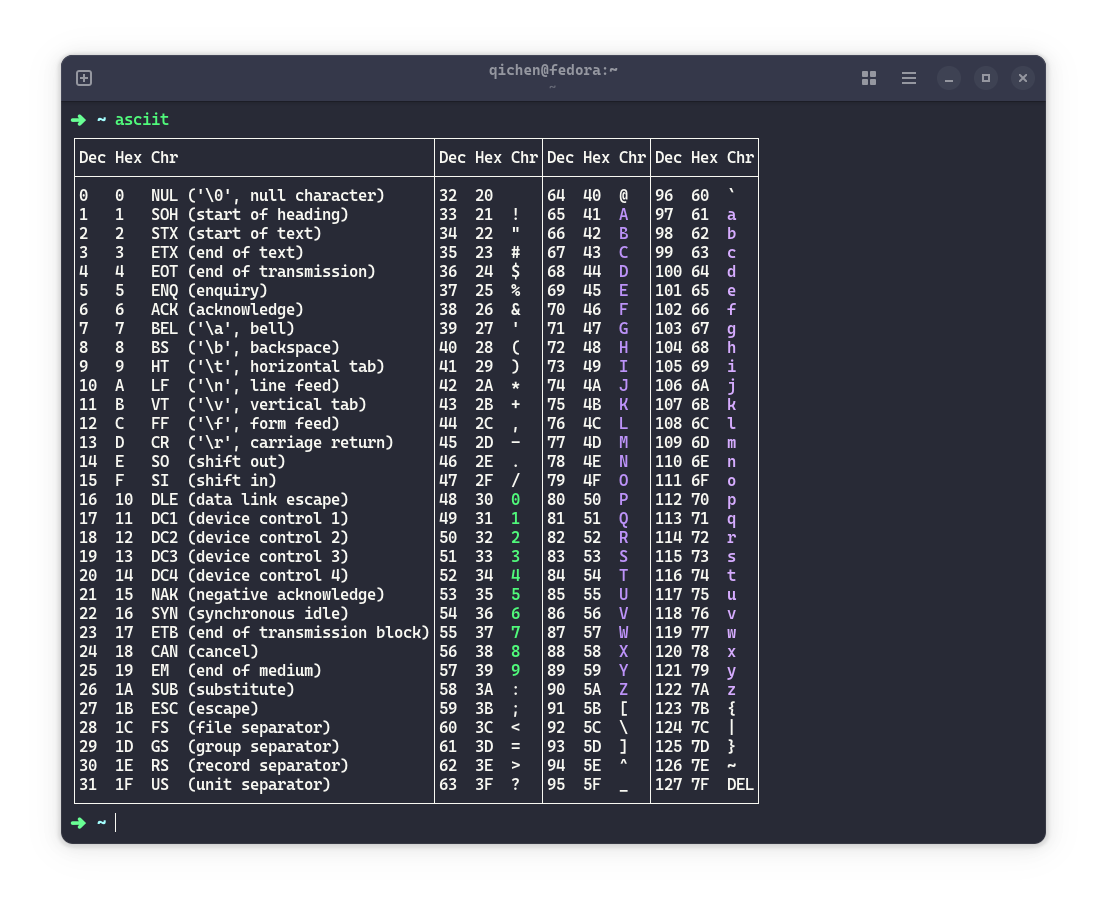 qichen@fedora:~
~
➜ ~ asciit
Dec Hex Chr Dec Hex Chr Dec Hex Chr Dec Hex Chr
0 0 NUL ('\0', null character) 32 20 64 40 @ 96 60 `
1 1 SOH (start of heading) 33 21 ! 65 41 A 97 61 a
2 2 STX (start of text) 34 22 " 66 42 B 98 62 b
3 3 ETX (end of text) 35 23 # 67 43 C 99 63 c
4 4 EOT (end of transmission) 36 24 $ 68 44 D 100 64 d
5 5 ENQ (enquiry) 37 25 % 69 45 E 101 65 e
6 6 ACK (acknowledge) 38 26 & 70 46 F 102 66 f
7 7 BEL ('\a', bell) 39 27 ' 71 47 G 103 67 g
8 8 BS ('\b', backspace) 40 28 ( 72 48 H 104 68 h
9 9 HT ('\t', horizontal tab) 41 29 ) 73 49 I 105 69 i
10 A LF ('\n', line feed) 42 2A * 74 4A J 106 6A j
11 B VT ('\v', vertical tab) 43 2B + 75 4B K 107 6B k
12 C FF ('\f', form feed) 44 2C , 76 4C L 108 6C l
13 D CR ('\r', carriage return) 45 2D - 77 4D M 109 6D m
14 E SO (shift out) 46 2E . 78 4E N 110 6E n
15 F SI (shift in) 47 2F / 79 4F O 111 6F o
16 10 DLE (data link escape) 48 30 0 80 50 P 112 70 p
17 11 DC1 (device control 1) 49 31 1 81 51 Q 113 71 q
18 12 DC2 (device control 2) 50 32 2 82 52 R 114 72 r
19 13 DC3 (device control 3) 51 33 3 83 53 S 115 73 s
20 14 DC4 (device control 4) 52 34 4 84 54 T 116 74 t
21 15 NAK (negative acknowledge) 53 35 5 85 55 U 117 75 u
22 16 SYN (synchronous idle) 54 36 6 86 56 V 118 76 v
23 17 ETB (end of transmission block) 55 37 7 87 57 W 119 77 w
24 18 CAN (cancel) 56 38 8 88 58 X 120 78 x
25 19 EM (end of medium) 57 39 9 89 59 Y 121 79 y
26 1A SUB (substitute) 58 3A : 90 5A Z 122 7A z
27 1B ESC (escape) 59 3B ; 91 5B [ 123 7B {
28 1C FS (file separator) 60 3C < 92 5C \ 124 7C |
29 1D GS (group separator) 61 3D = 93 5D ] 125 7D }
30 1E RS (record separator) 62 3E > 94 5E ^ 126 7E ~
31 1F US (unit separator) 63 3F ? 95 5F _ 127 7F DEL
➜ ~